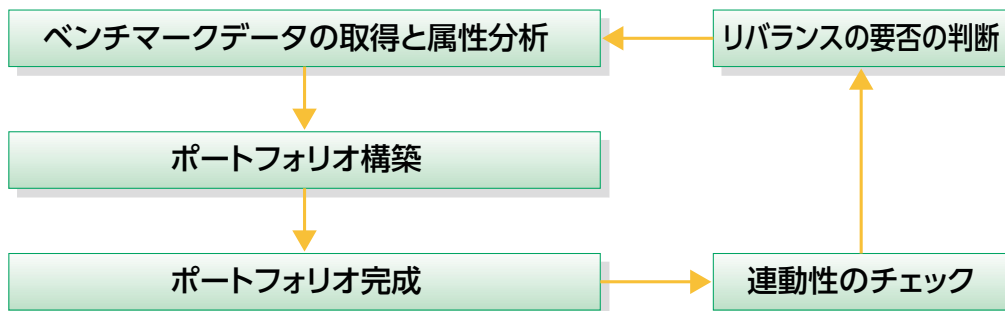 ベンチマークデータの取得と属性分析
リバランスの要否の判断
ポートフォリオ構築
ポートフォリオ完成
連動性のチェック